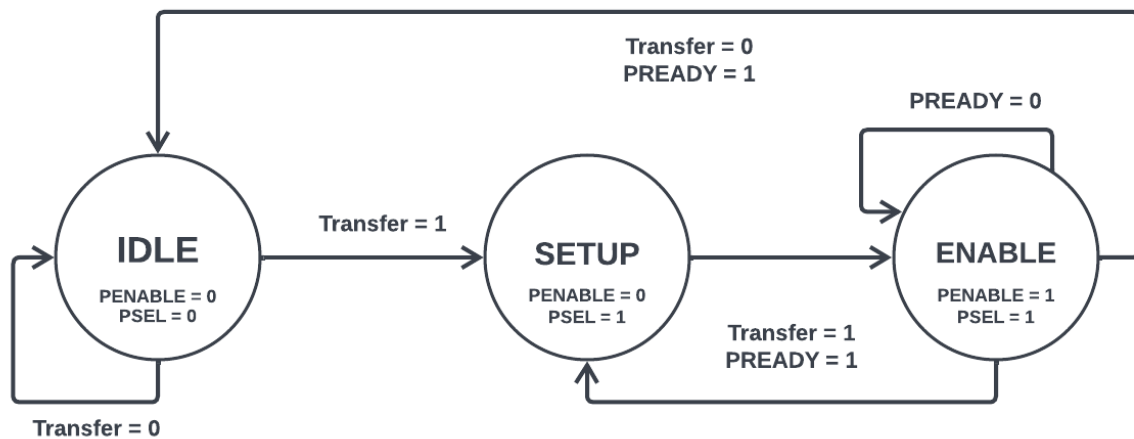 Transfer = 0
PREADY = 1
PREADY = 0
Transfer = 1
IDLE
PENABLE = 0
PSEL = 0
SETUP
PENABLE = 0
PSEL = 1
ENABLE
PENABLE = 1
PSEL = 1
Transfer = 1
PREADY = 1
Transfer = 0